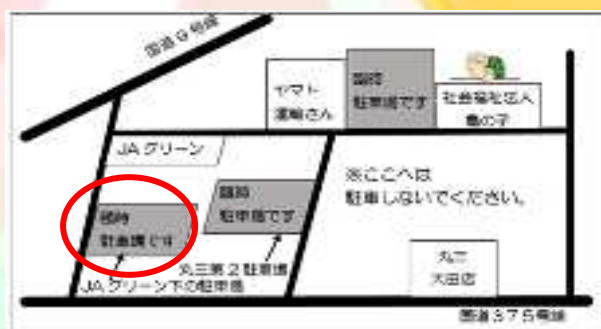 国道9号線
ヤマト
運輸さん
臨時
駐車場です
社会福祉法人
亀の子
JAグリーン
※ここへは
駐車しないでください。
臨時
駐車場です
臨時
駐車場です
丸三第2駐車場
JAグリーン下の駐車場
丸三
大田店
国道375号線